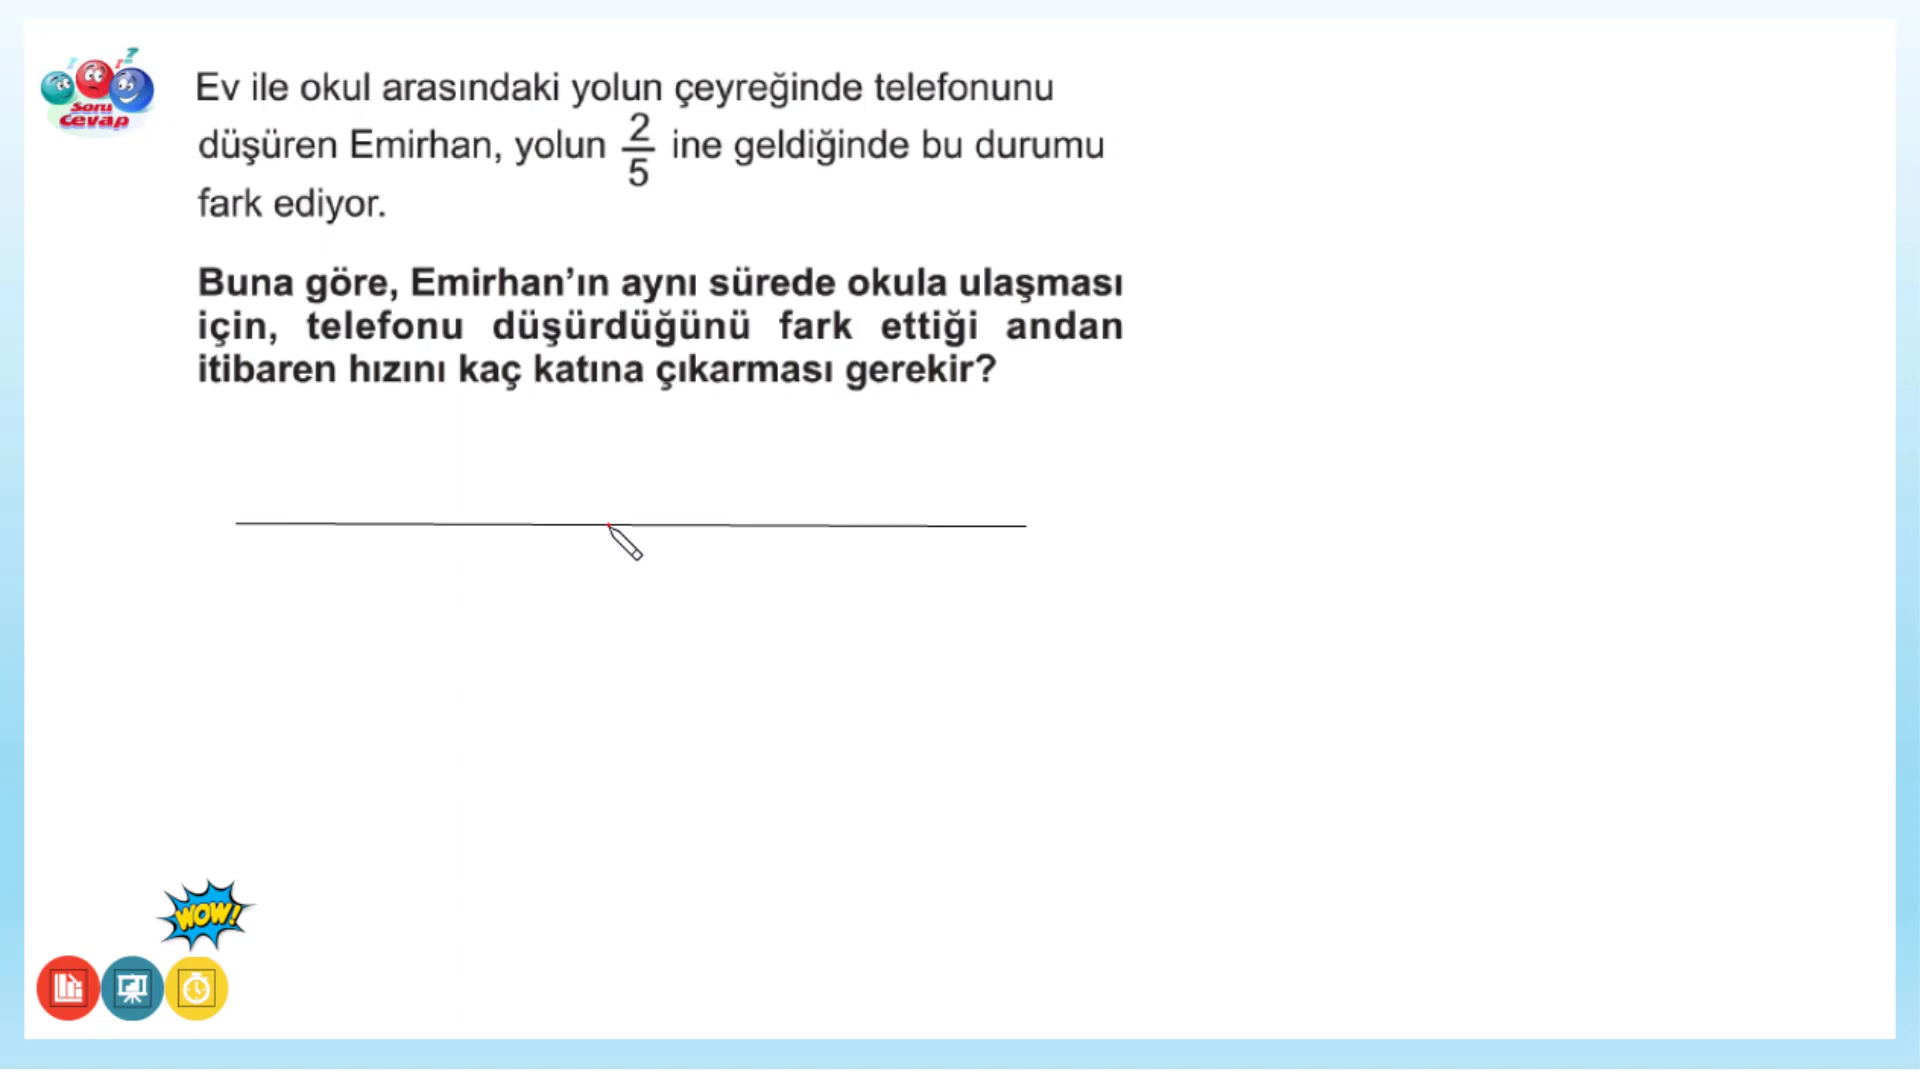 Soru
Cevap
Ev ile okul arasındaki yolun çeyreğinde telefonunu
düşüren Emirhan, yolun 2/5 ine geldiğinde bu durumu
fark ediyor.
Buna göre, Emirhan’ın aynı sürede okula ulaşması
için, telefonu düşürdüğünü fark ettiği andan
itibaren hızını kaç katına çıkarması gerekir?
WOW!